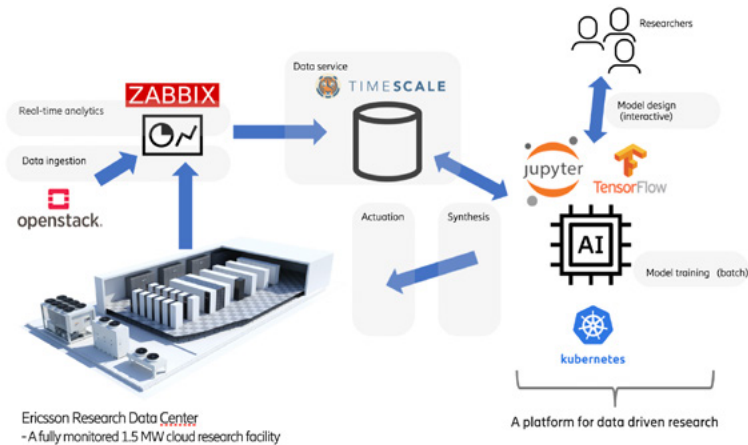 Researchers
Data service
TIMESCALE
ZABBIX
Real-time analytics
Model design
(interactive)
Data ingestion
jupyter
TensorFlow
openstack.
Actuation
Synthesis
AI
Model training (batch)
kubernetes
Ericsson Research Data Center
- A fully monitored 1.5 MW cloud research facility
A platform for data driven research